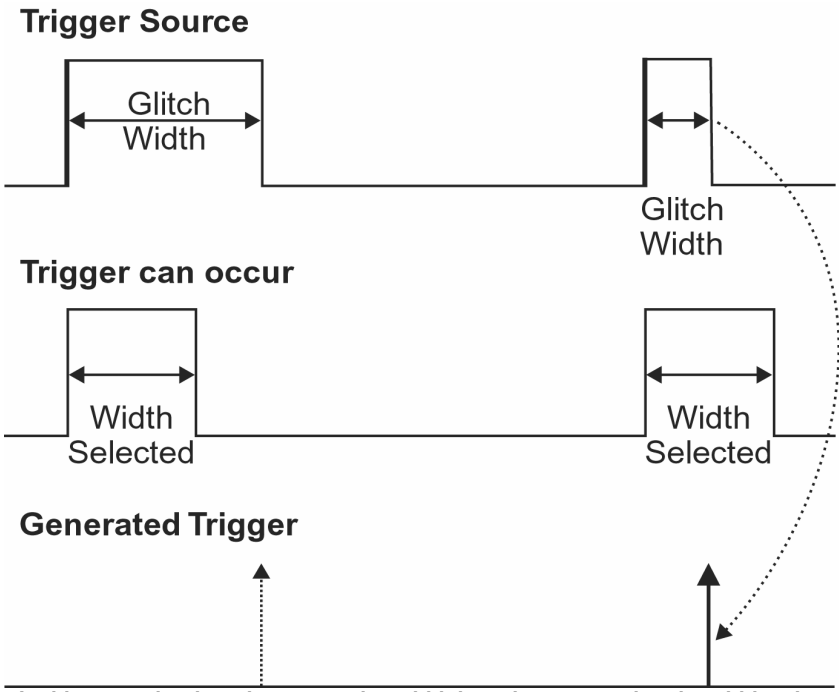 Trigger Source
Glitch
Width
Glitch
Width
Trigger can occur
Width
Selected
Width
Selected
Generated Trigger